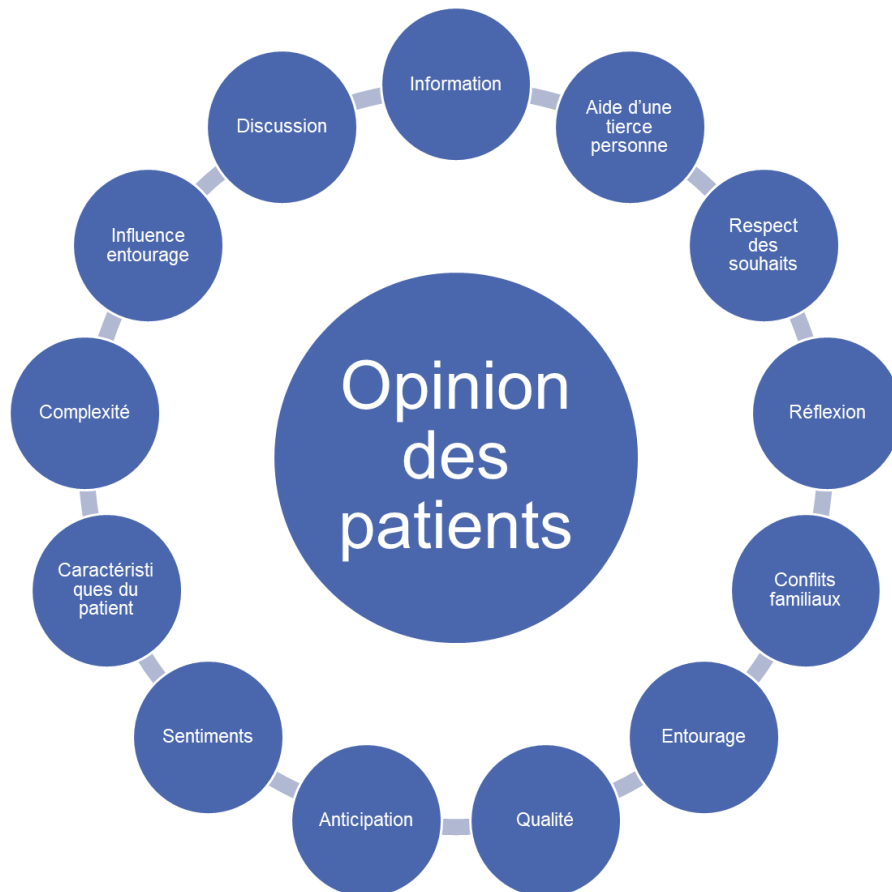 Information
Aide d’une
tierce
personne
Respect
des
souhaits
Réflexion
Conflits
familiaux
Entourage
Qualité
Anticipation
Sentiments
Caractéristi
ques du
patient
Complexité
Influence
entourage
Discussion
Opinion
des
patients